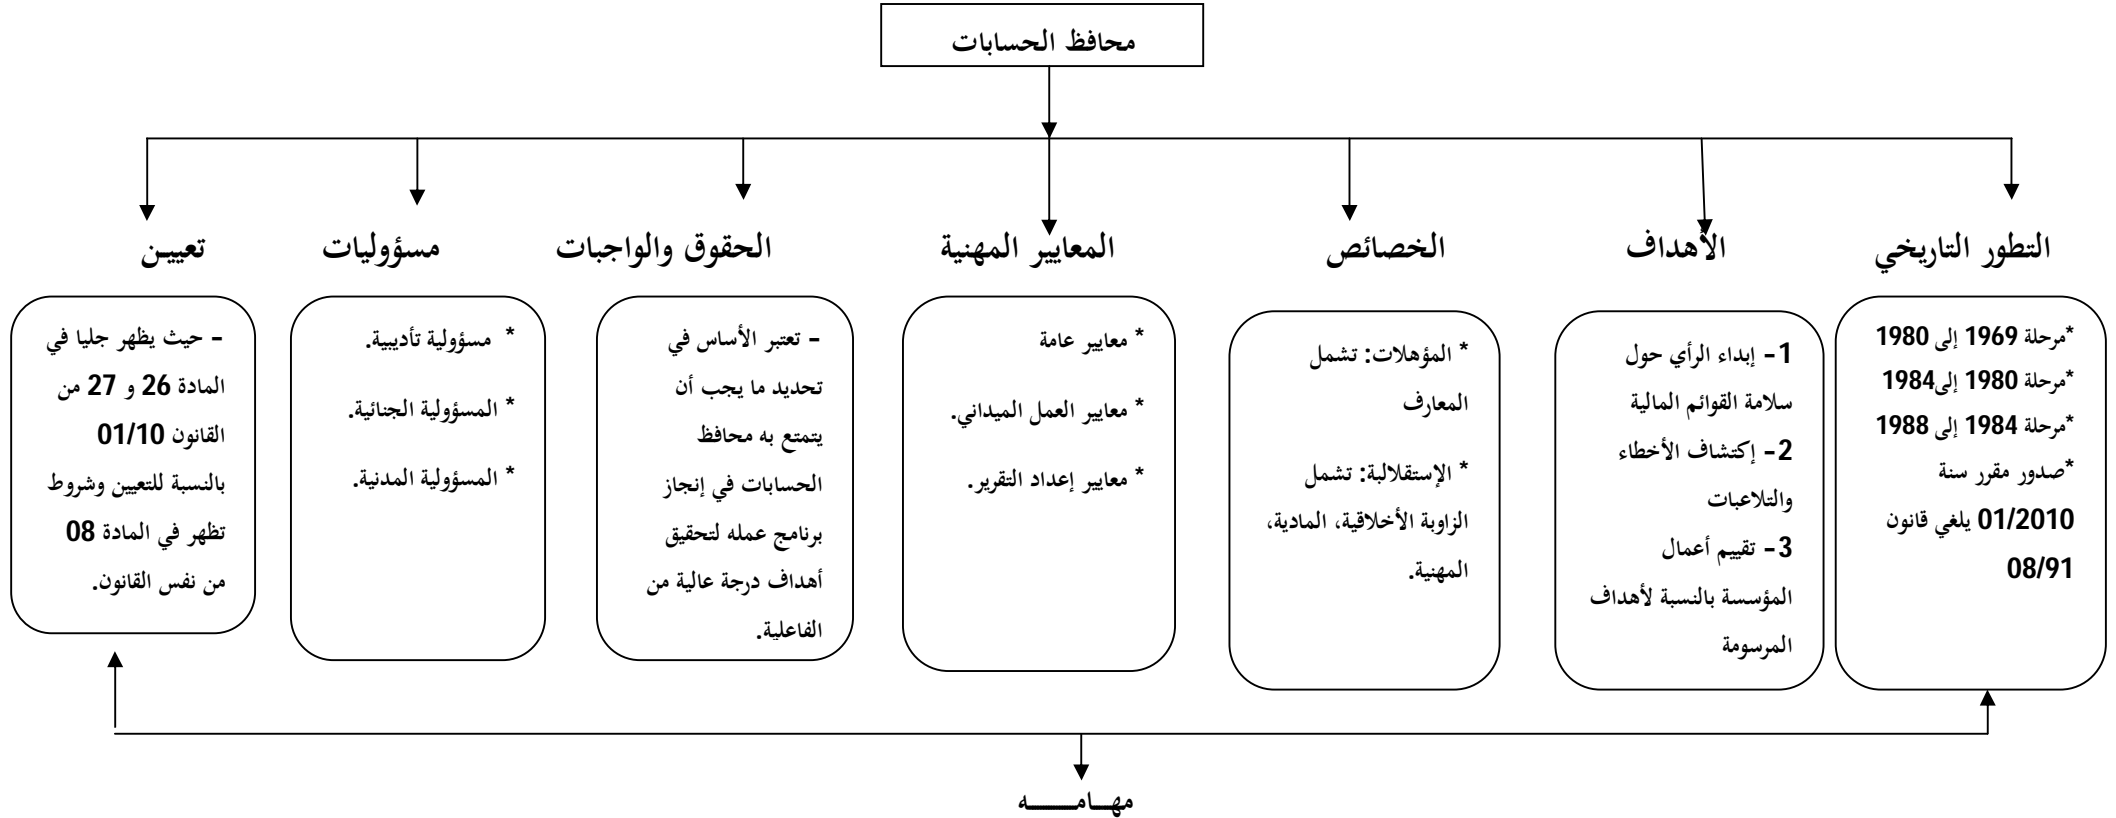 محافظ الحسابات
التطور التاريخي
*مرحلة 1969 إلى 1980
*مرحلة 1980 إلى1984
*مرحلة 1984 إلى 1988
*صدور مقرر سنة
01/2010 يلغي قانون
08/91
الأهداف
1- إبداء الرأي حول
سلامة القوائم المالية
2- إكتشاف الأخطاء
والتلاعبات
3- تقييم أعمال
المؤسسة بالنسبة لأهداف
المرسومة
الخصائص
* المؤهلات: تشمل
المعارف
* الإستقلالبة: تشمل
الزاوبة الأخلاقية، المادية،
المهنية.
المعايير المهنية
* معايير عامة
* معايير العمل الميداني.
* معايير إعداد التقرير.
الحقوق والواجبات
- تعتبر الأساس في
تحديد ما يجب أن
يتمتع به محافظ
الحسابات في إنجاز
برنامج عمله لتحقيق
أهداف درجة عالية من
الفاعلية.
مسؤوليات
* مسؤولية تأديبية.
* المسؤولية الجنائية.
* المسؤولية المدنية.
تعييـن
- حيث يظهر جليا في
المادة 26 و 27 من
القانون 01/10
بالنسبة للتعيين وشروط
تظهر في المادة 08
من نفس القانون.
مهـــامـــــــه